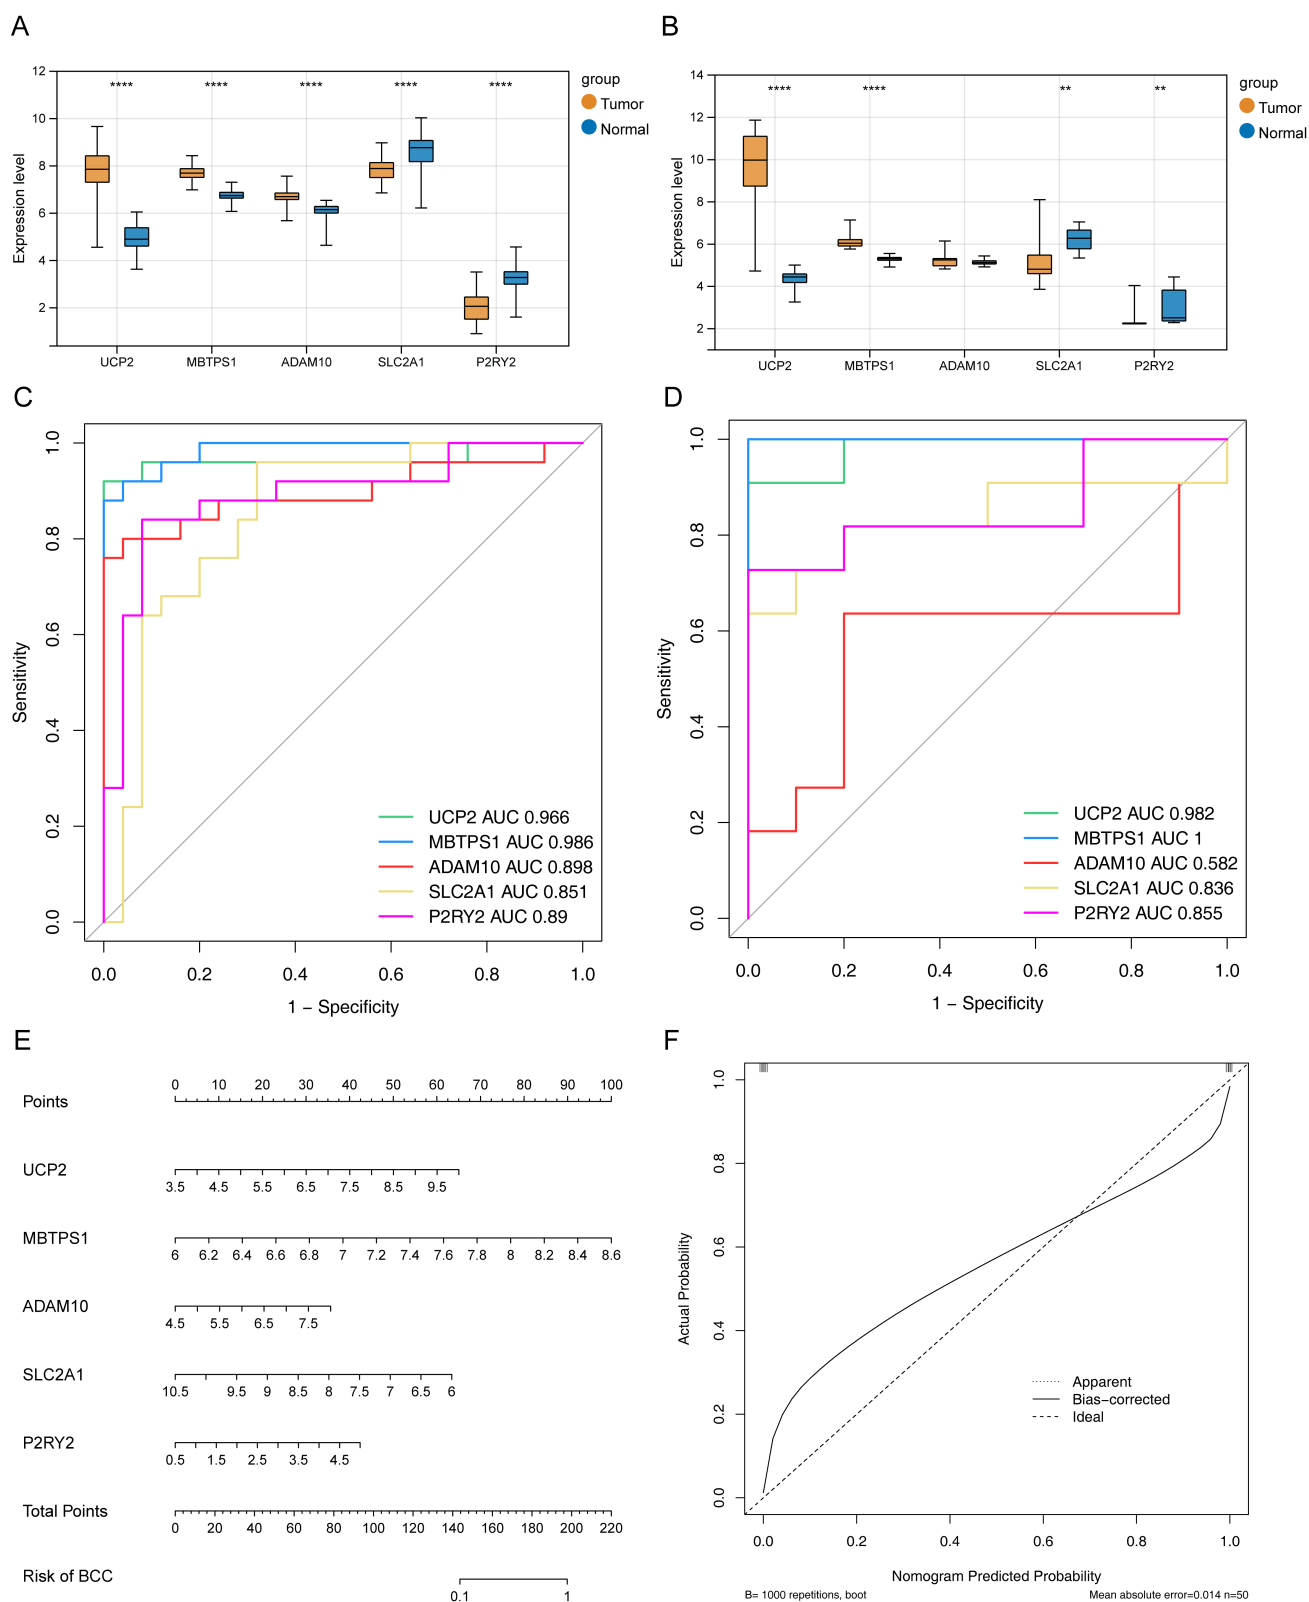 A
12
10
8
6
4
2
Expression level
**** **** **** **** ****
UCP2 MBTPS1 ADAM10 SLC2A1 P2RY2
group
Tumor
Normal
B
14
12
10
8
6
4
2
Expression level
**** **** ** **
UCP2 MBTPS1 ADAM10 SLC2A1 P2RY2
group
Tumor
Normal
C
1.0
0.8
0.6
0.4
0.2
0.0
Sensitivity
UCP2 AUC 0.966
MBTPS1 AUC 0.986
ADAM10 AUC 0.898
SLC2A1 AUC 0.851
P2RY2 AUC 0.89
0.0 0.2 0.4 0.6 0.8 1.0
1 − Specificity
D
1.0
0.8
0.6
0.4
0.2
0.0
Sensitivity
UCP2 AUC 0.982
MBTPS1 AUC 1
ADAM10 AUC 0.582
SLC2A1 AUC 0.836
P2RY2 AUC 0.855
0.0 0.2 0.4 0.6 0.8 1.0
1 − Specificity
E
0 10 20 30 40 50 60 70 80 90 100
Points
UCP2
3.5 4.5 5.5 6.5 7.5 8.5 9.5
MBTPS1
6 6.2 6.4 6.6 6.8 7 7.2 7.4 7.6 7.8 8 8.2 8.4 8.6
ADAM10
4.5 5.5 6.5 7.5
SLC2A1
10.5 9.5 9 8.5 8 7.5 7 6.5 6
P2RY2
0.5 1.5 2.5 3.5 4.5
Total Points
0 20 40 60 80 100 120 140 160 180 200 220
Risk of BCC
0.1 1
F
1.0
0.8
0.6
0.4
0.2
0.0
Actual Probability
Apparent
Bias−corrected
Ideal
0.0 0.2 0.4 0.6 0.8 1.0
Nomogram Predicted Probability
B= 1000 repetitions, boot Mean absolute error=0.014 n=50